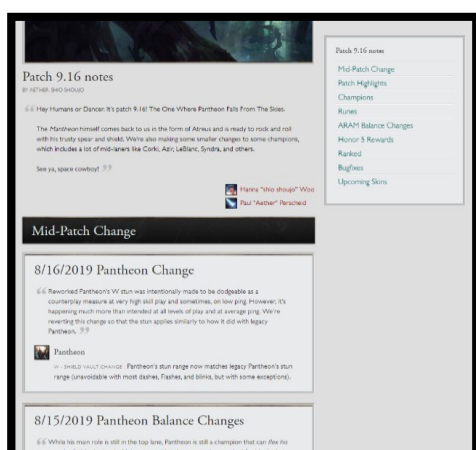 Patch 9.16 notes
BY AETHER, SHIO SHOUJO
Hey Humans or Dancer. It's patch 9.16! The One Where Pantheon Falls From The Skies.
The Mantheon himself comes back to us in the form of Atreus and is ready to rock and roll
with his trusty spear and shield. We're also making some smaller changes to some champions,
which includes a lot of mid-laners like Corki, Azir, LeBlanc, Syndra, and others.
See ya, space cowboy!
Hanna "shio shoujo" Woo
Paul "Aether" Perscheid
Mid-Patch Change
8/16/2019 Pantheon Change
Reworked Pantheon's W stun was intentionally made to be dodgeable as a
counterplay measure at very high skill play and sometimes, on low ping. However, it's
happening much more than intended at all levels of play and at average ping. We're
reverting this change so that the stun applies similarly to how it did with legacy
Pantheon.
Pantheon
W - SHIELD VAULT CHANGE : Pantheon's stun range now matches legacy Pantheon's stun
range (unavoidable with most dashes, Flashes, and blinks, but with some exceptions).
8/15/2019 Pantheon Balance Changes
While his main role is still in the top lane, Pantheon is still a champion that can flex his
Patch 9.16 notes
Mid-Patch Change
Patch Highlights
Champions
Runes
ARAM Balance Changes
Honor 5 Rewards
Ranked
Bugfixes
Upcoming Skins